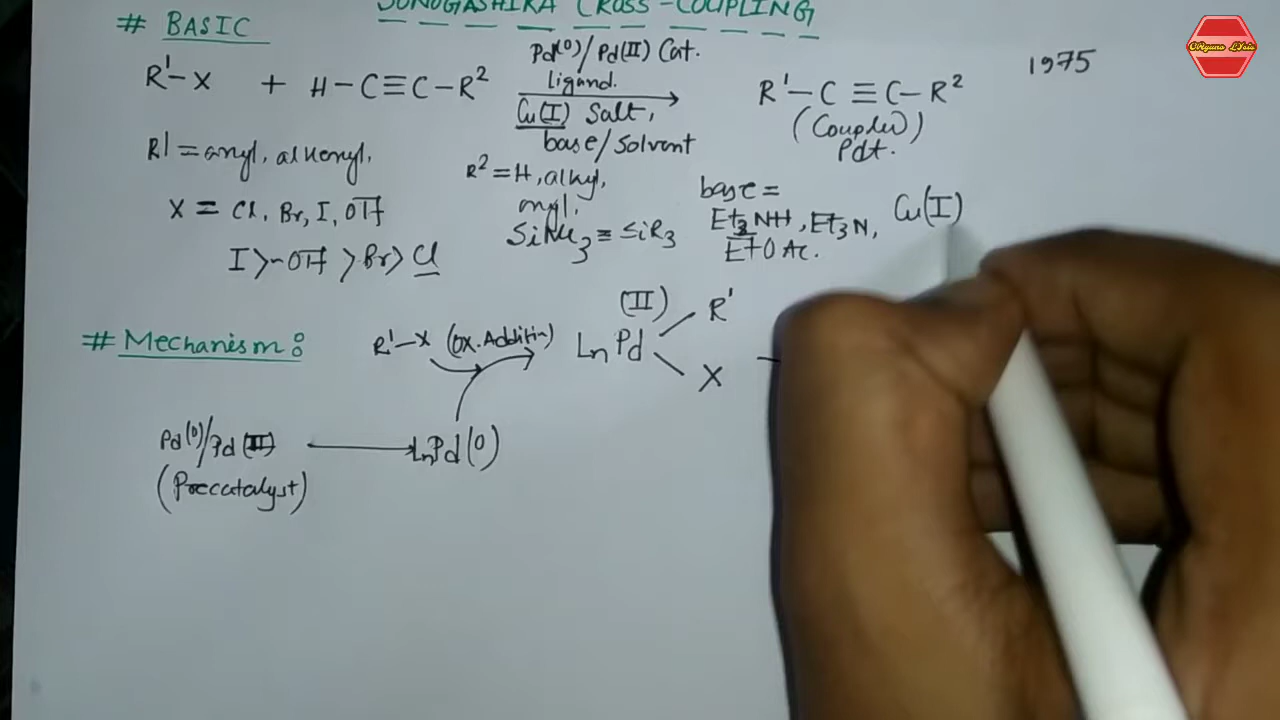 SONOGASHIRA CROSS-COUPLING
# BASIC
R¹–X + H–C≡C–R²
Pd(0)/Pd(II) Cat.
ligand.
Cu(I) Salt,
base/Solvent
R¹–C≡C–R²
(Coupled)
Pdt.
1975
R¹=aryl, alkenyl.
X = Cl, Br, I, OTf
I>~OTf >Br> Cl
R²=H, alkyl,
aryl.
SiMe3 ≡ SiR3
base =
Et2NH, Et3N,
EtOAc.
Cu(I)
# Mechanism:
R¹–X (ox. Additin)
(II)
LnPd
R¹
X
Pd(0)/Pd(II)
(Precatalyst)
LnPd(0)